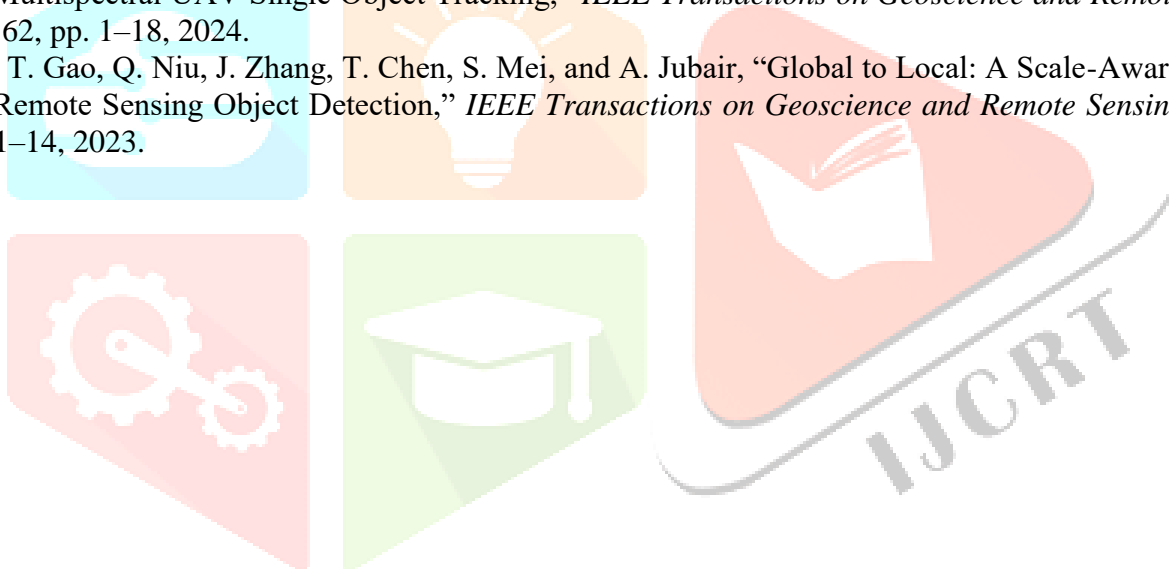 Multispectral UAV Single Object Tracking,” IEEE Transactions on Geoscience and Remo
62, pp. 1–18, 2024.
T. Gao, Q. Niu, J. Zhang, T. Chen, S. Mei, and A. Jubair, “Global to Local: A Scale-Awar
Remote Sensing Object Detection,” IEEE Transactions on Geoscience and Remote Sensin
1–14, 2023.
IJCRT